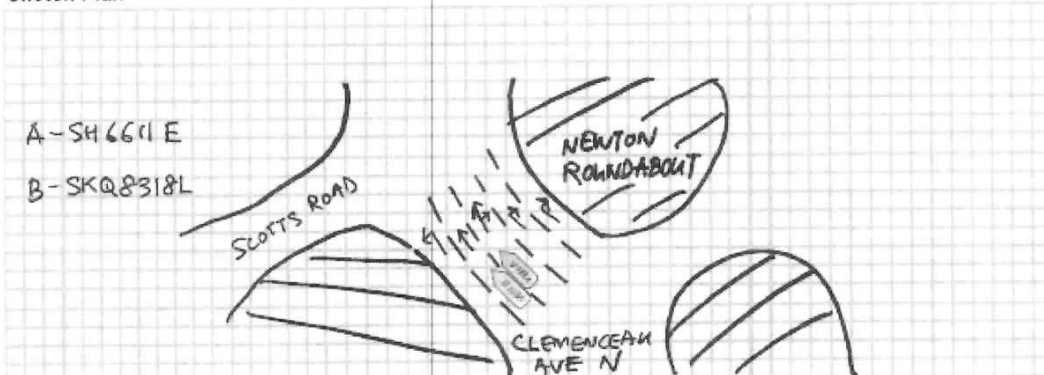 A-SH6611E
B-SKQ8318L
SCOTTS ROAD
NEWTON
ROUNDABOUT
CLEMENCEAU
AVE N